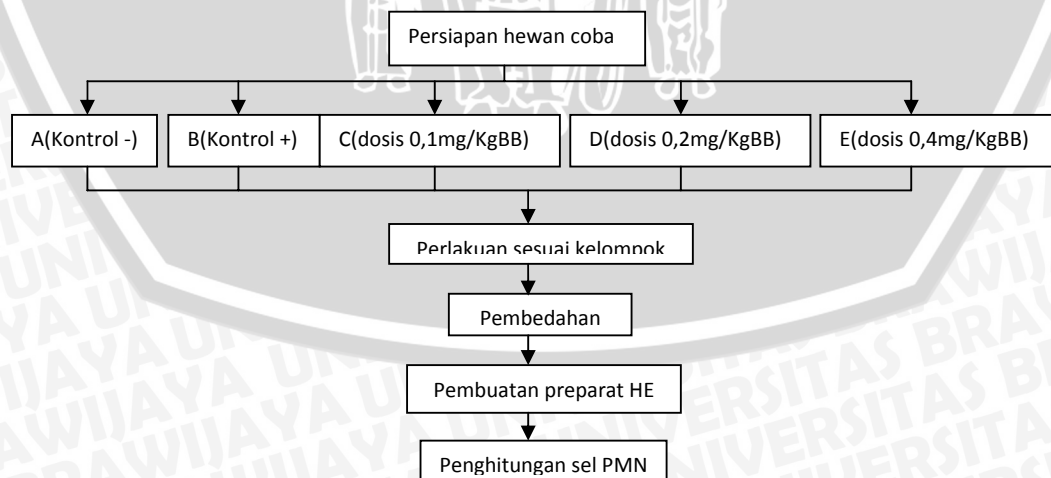 Persiapan hewan coba
A(Kontrol -)
B(Kontrol +)
C(dosis 0,1mg/KgBB)
D(dosis 0,2mg/KgBB)
E(dosis 0,4mg/KgBB)
Perlakuan sesuai kelompok
Pembedahan
Pembuatan preparat HE
Penghitungan sel PMN